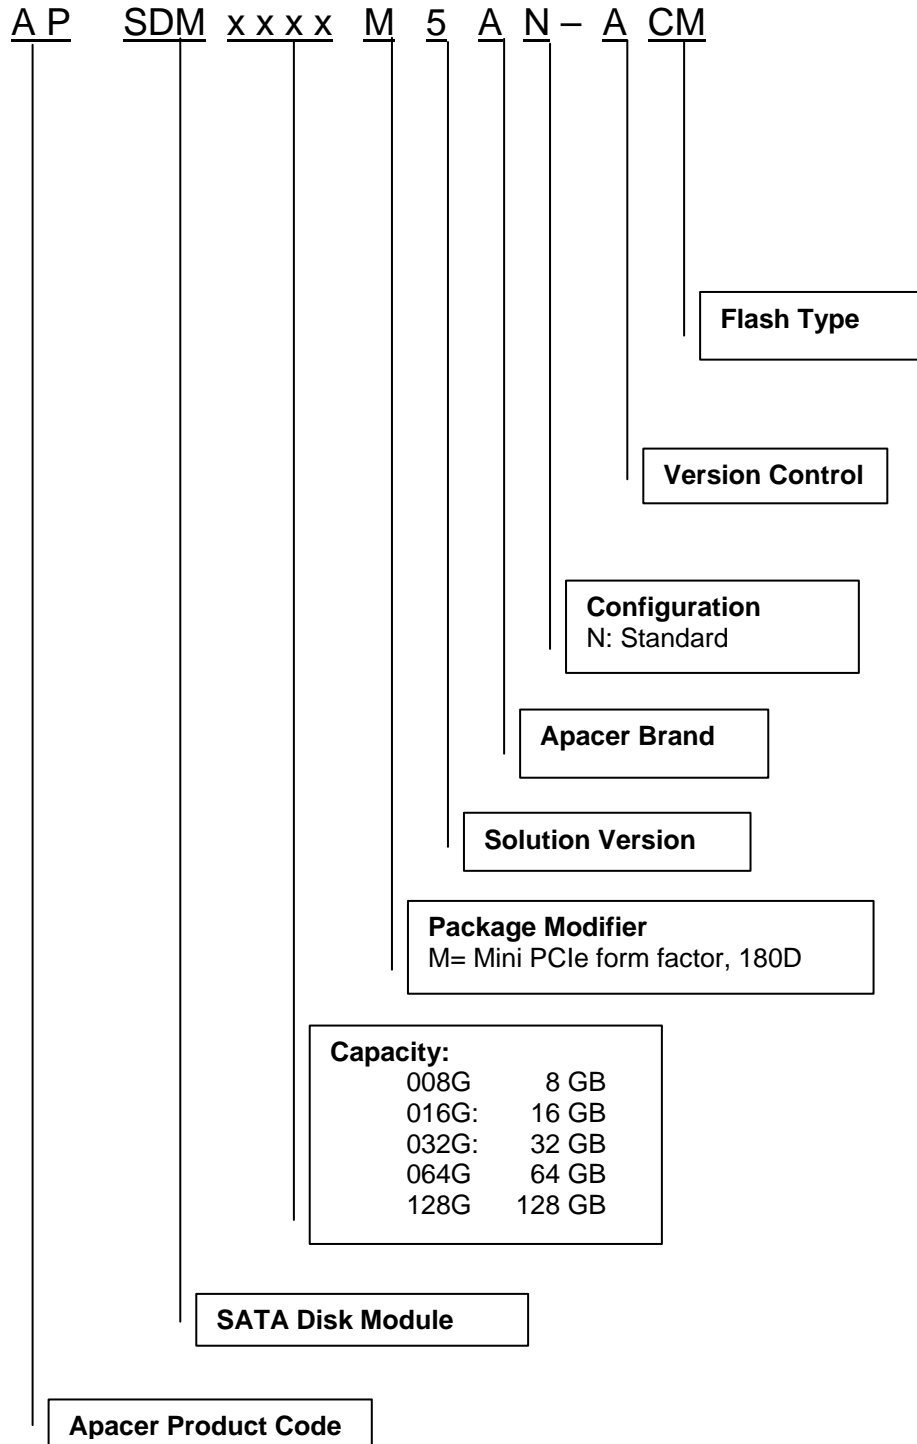 A P SDM x x x x M 5 A N – A CM
Flash Type
Version Control
Configuration
N: Standard
Apacer Brand
Solution Version
Package Modifier
M= Mini PCIe form factor, 180D
Capacity:
008G 8 GB
016G: 16 GB
032G: 32 GB
064G 64 GB
128G 128 GB
SATA Disk Module
Apacer Product Code